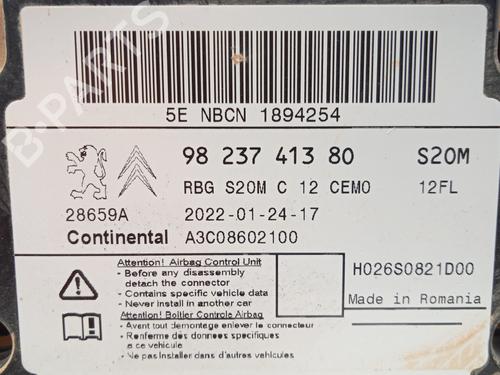 B-PARTS
5E NBCN 1894254
98 237 413 80 S20M
RBG S20M C 12 CEMO 12FL
28659A 2022-01-24-17
Continental A3C08602100
Attention! Airbag Control Unit
- Before any disassembly
detach the connector
- Contains specific vehicle data
- Never install in another car
H026S0821D00
Attention! Boitier Controle Airbag
- Avant tout demontage enlever le connecteur
- Renferme des données specifiques
a ce vehicule
- Ne pas installer dans d'autres vehicules
Made in Romania